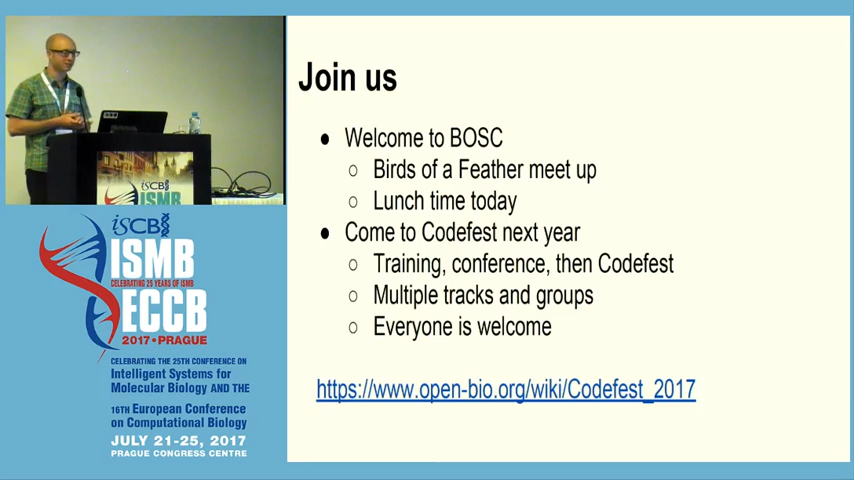 Join us
● Welcome to BOSC
○ Birds of a Feather meet up
○ Lunch time today
● Come to Codefest next year
○ Training, conference, then Codefest
○ Multiple tracks and groups
○ Everyone is welcome
https://www.open-bio.org/wiki/Codefest_2017
iSCB
ISMB
iSCB
ISMB
CELEBRATING 25 YEARS OF ISMB
ECCB
2017 • PRAGUE
CELEBRATING THE 25TH CONFERENCE ON
Intelligent Systems for
Molecular Biology AND THE
16TH European Conference
on Computational Biology
JULY 21-25, 2017
PRAGUE CONGRESS CENTRE